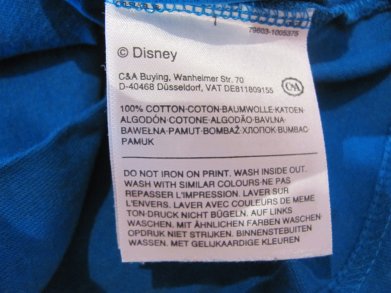 79603-1005375
1
© Disney
C&A Buying, Wanheimer Str. 70
D-40468 Düsseldorf, VAT DE811809155
C&A
100% COTTON-COTON-BAUMWOLLE-KATOEN-
ALGODÓN-COTONE-ALGODÃO-BAVLNA-
BAWEŁNA-PAMUT-BOMBAŽ-ХЛОПОК-BUMBAC-
PAMUK
DO NOT IRON ON PRINT. WASH INSIDE OUT.
WASH WITH SIMILAR COLOURS-NE PAS
REPASSER L'IMPRESSION. LAVER SUR
L'ENVERS. LAVER AVEC COULEURS DE MEME
TON-DRUCK NICHT BÜGELN. AUF LINKS
WASCHEN. MIT ÄHNLICHEN FARBEN WASCHEN-
OPDRUK NIET STRIJKEN. BINNENSTEBUITEN
WASSEN. MET GELIJKAARDIGE KLEUREN